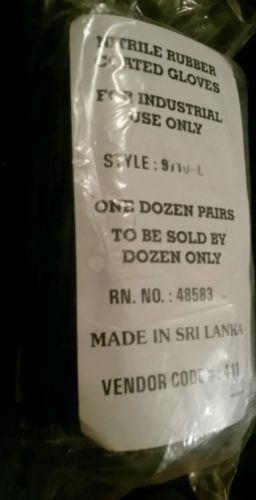 NITRILE RUBBER
COATED GLOVES
FOR INDUSTRIAL
USE ONLY
STYLE :
ONE DOZEN PAIRS
TO BE SOLD BY
DOZEN ONLY
RN. NO. : 48583
MADE IN SRI LANKA
VENDOR CODE